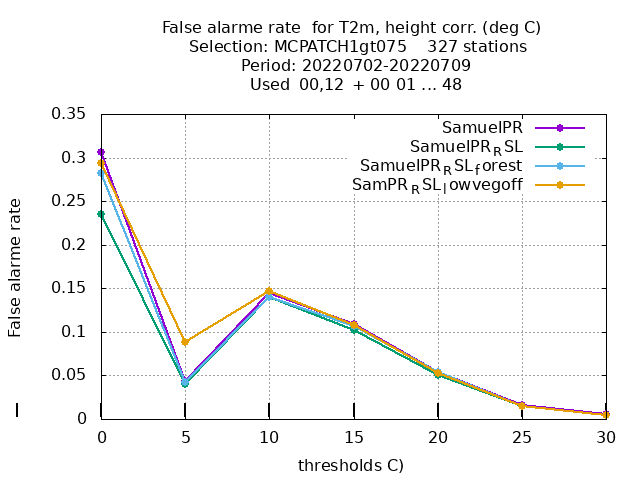 False alarme rate  for T2m, height corr. (deg C)
Selection: MCPATCH1gt075    327 stations
Period: 20220702-20220709
Used  00,12  + 00 01 ... 48
SamuelPR
SamuelPR_RSL
SamuelPR_RSL_forest
SamPR_RSL_lowvegoff
False alarme rate
0.35
0.3
0.25
0.2
0.15
0.1
0.05
0
0 5 10 15 20 25 30
thresholds C)